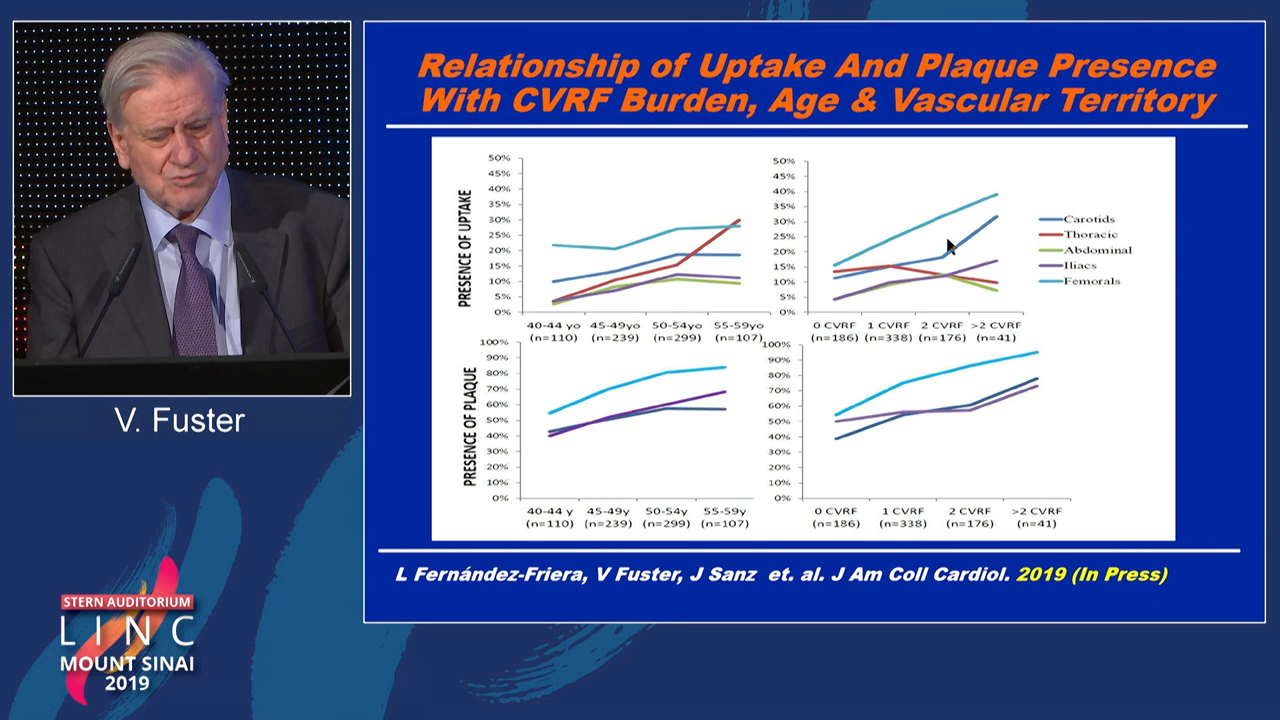 Relationship of Uptake And Plaque Presence
With CVRF Burden, Age & Vascular Territory
PRESENCE OF UPTAKE
50%
45%
40%
35%
30%
25%
20%
15%
10%
5%
0%
40-44 yo 45-49yo 50-54yo 55-59yo
(n=110) (n=239) (n=299) (n=107)
50%
45%
40%
35%
30%
25%
20%
15%
10%
5%
0%
0 CVRF 1 CVRF 2 CVRF >2 CVRF
(n=186) (n=338) (n=176) (n=41)
Carotids
Thoracic
Abdominal
Iliacs
Femorals
PRESENCE OF PLAQUE
100%
90%
80%
70%
60%
50%
40%
30%
20%
10%
0%
40-44 y 45-49y 50-54y 55-59y
(n=110) (n=239) (n=299) (n=107)
100%
90%
80%
70%
60%
50%
40%
30%
20%
10%
0%
0 CVRF 1 CVRF 2 CVRF >2 CVRF
(n=186) (n=338) (n=176) (n=41)
L Fernández-Friera, V Fuster, J Sanz et. al. J Am Coll Cardiol. 2019 (In Press)
V. Fuster
STERN AUDITORIUM
LINC
MOUNT SINAI
2019